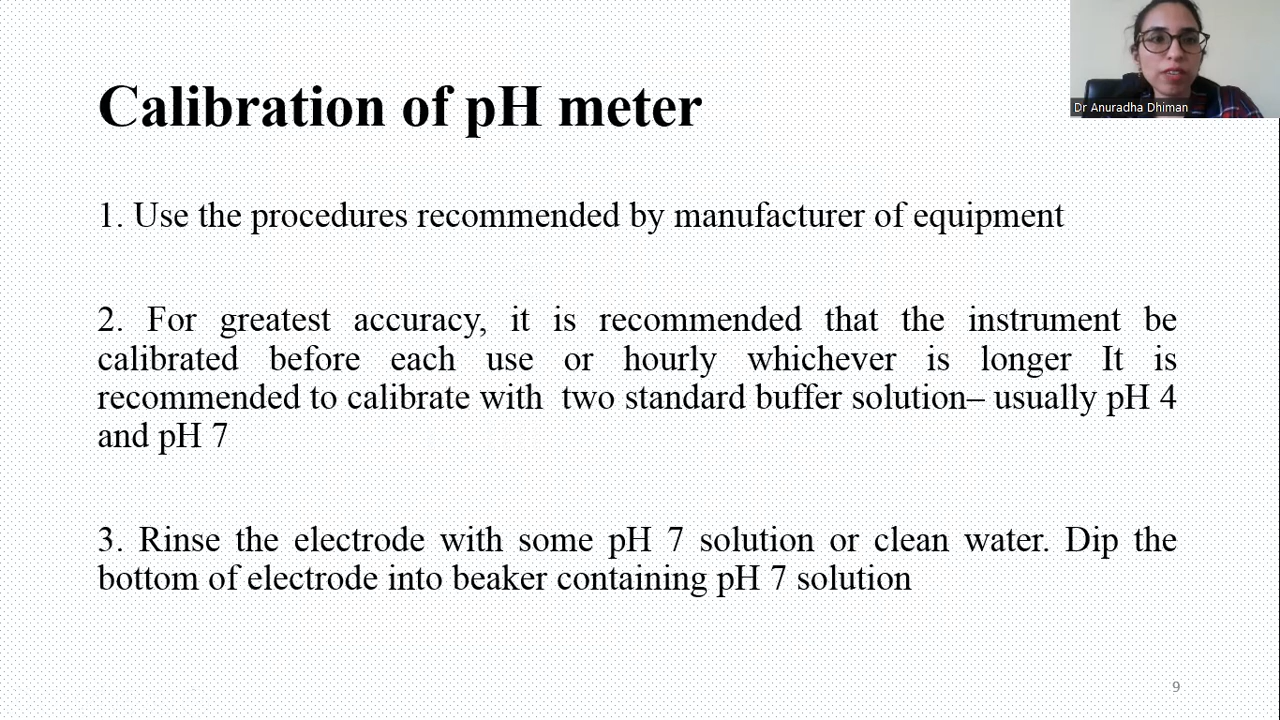 Calibration of pH meter
Dr Anuradha Dhiman
1. Use the procedures recommended by manufacturer of equipment
2. For greatest accuracy, it is recommended that the instrument be
calibrated before each use or hourly whichever is longer It is
recommended to calibrate with two standard buffer solution– usually pH 4
and pH 7
3. Rinse the electrode with some pH 7 solution or clean water. Dip the
bottom of electrode into beaker containing pH 7 solution
9